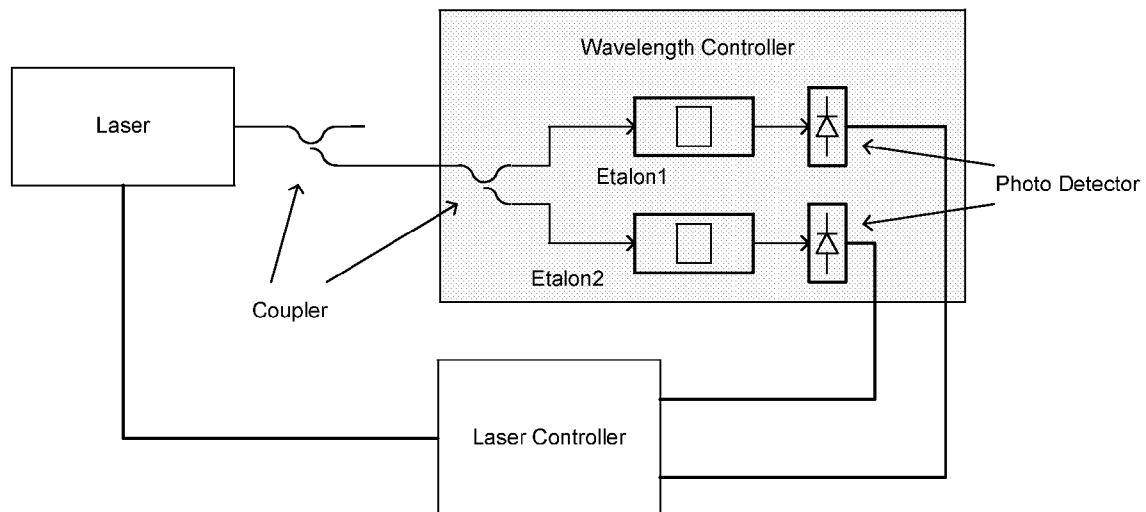 Wavelength Controller
Laser
Etalon1
Photo Detector
Etalon2
Coupler
Laser Controller